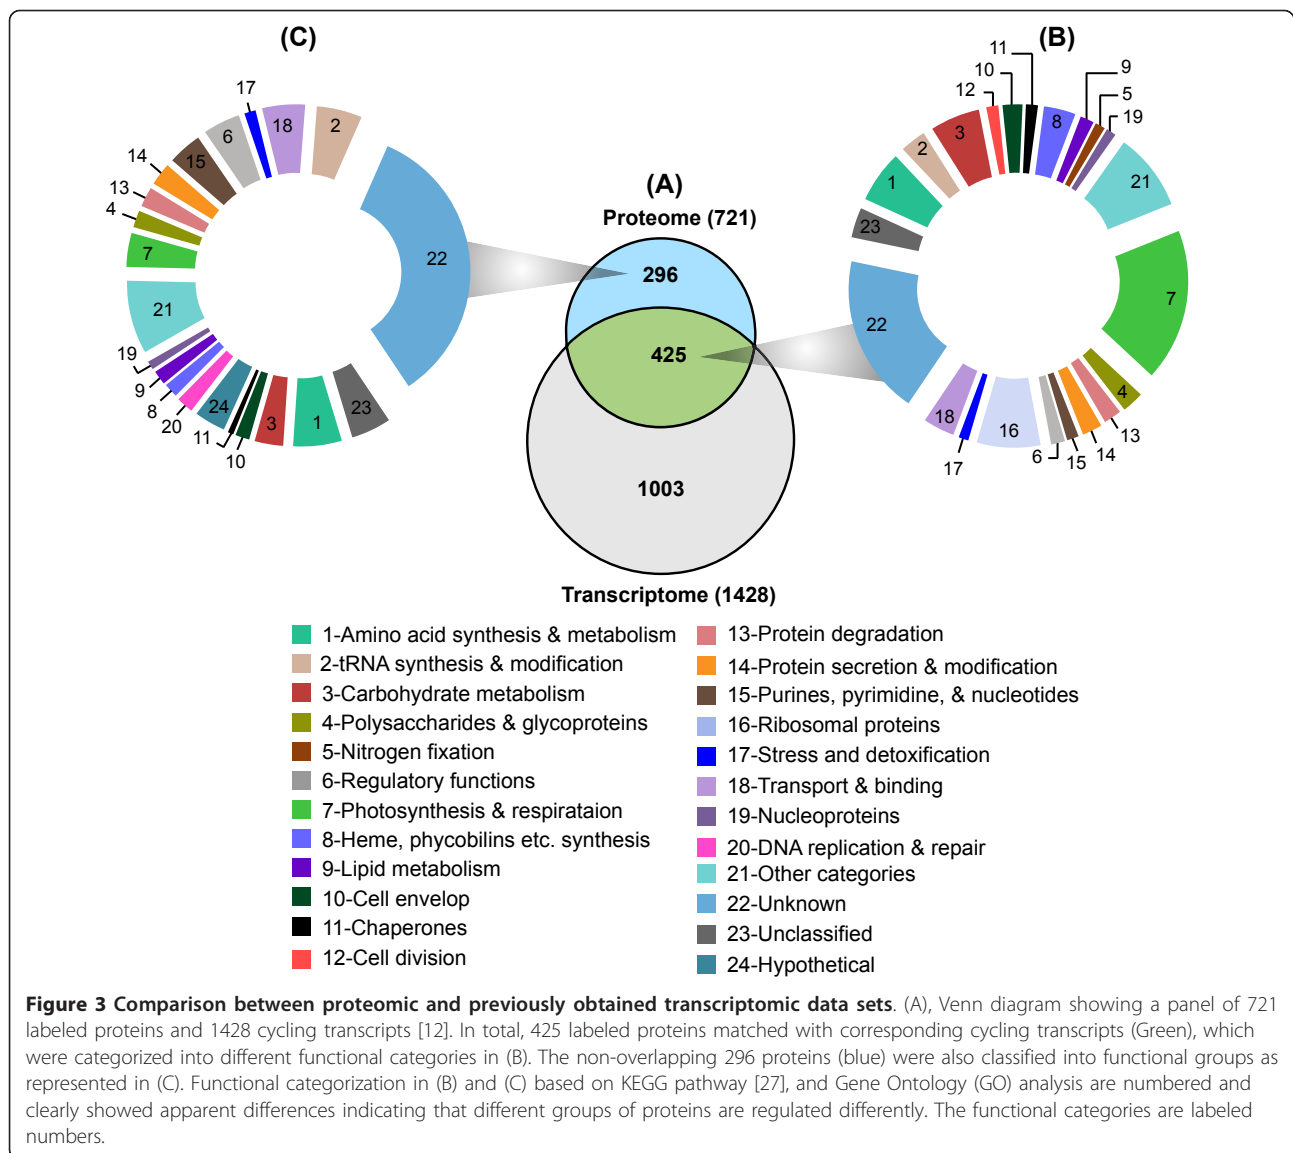 (C)
(B)
17
18
2
6
15
14
13
4
7
21
19
9
8
20
24
11
10
3
1
23
22
(A)
Proteome (721)
296
425
1003
Transcriptome (1428)
11
10
12
9
5
19
8
3
2
1
23
22
21
7
4
13
14
15
6
16
17
18
1-Amino acid synthesis & metabolism
2-tRNA synthesis & modification
3-Carbohydrate metabolism
4-Polysaccharides & glycoproteins
5-Nitrogen fixation
6-Regulatory functions
7-Photosynthesis & respirataion
8-Heme, phycobilins etc. synthesis
9-Lipid metabolism
10-Cell envelop
11-Chaperones
12-Cell division
13-Protein degradation
14-Protein secretion & modification
15-Purines, pyrimidine, & nucleotides
16-Ribosomal proteins
17-Stress and detoxification
18-Transport & binding
19-Nucleoproteins
20-DNA replication & repair
21-Other categories
22-Unknown
23-Unclassified
24-Hypothetical
Figure 3 Comparison between proteomic and previously obtained transcriptomic data sets. (A), Venn diagram showing a panel of 721
labeled proteins and 1428 cycling transcripts [12]. In total, 425 labeled proteins matched with corresponding cycling transcripts (Green), which
were categorized into different functional categories in (B). The non-overlapping 296 proteins (blue) were also classified into functional groups as
represented in (C). Functional categorization in (B) and (C) based on KEGG pathway [27], and Gene Ontology (GO) analysis are numbered and
clearly showed apparent differences indicating that different groups of proteins are regulated differently. The functional categories are labeled
numbers.